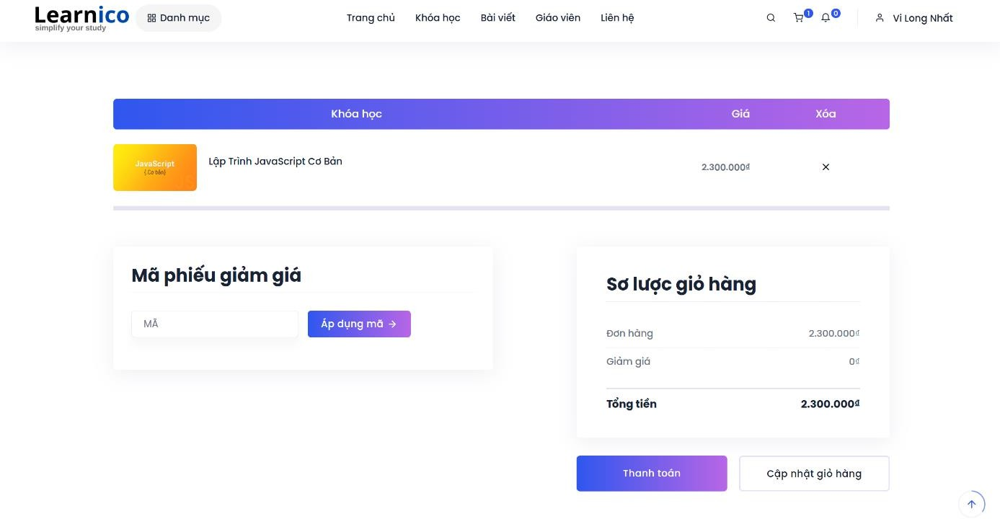 Learnico
simplify your study
Danh mục
Trang chủ Khóa học Bài viết Giáo viên Liên hệ
1 0
Vi Long Nhất
Khóa học Giá Xóa
JavaScript
{.Cơ bản}
Lập Trình JavaScript Cơ Bản
2.300.000₫
Mã phiếu giảm giá
MÃ
Áp dụng mã →
Sơ lược giỏ hàng
Đơn hàng 2.300.000₫
Giảm giá 0₫
Tổng tiền 2.300.000₫
Thanh toán Cập nhật giỏ hàng